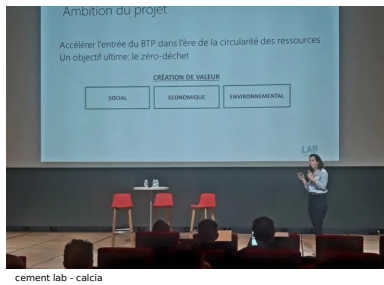 Ambition du projet
Accélérer l'entrée du BTP dans l'ère de la circularité des ressources
Un objectif ultime: le zéro-déchet
CRÉATION DE VALEUR
SOCIAL
ECONOMIQUE
ENVIRONNEMENTAL
LAB
cement lab - calcia